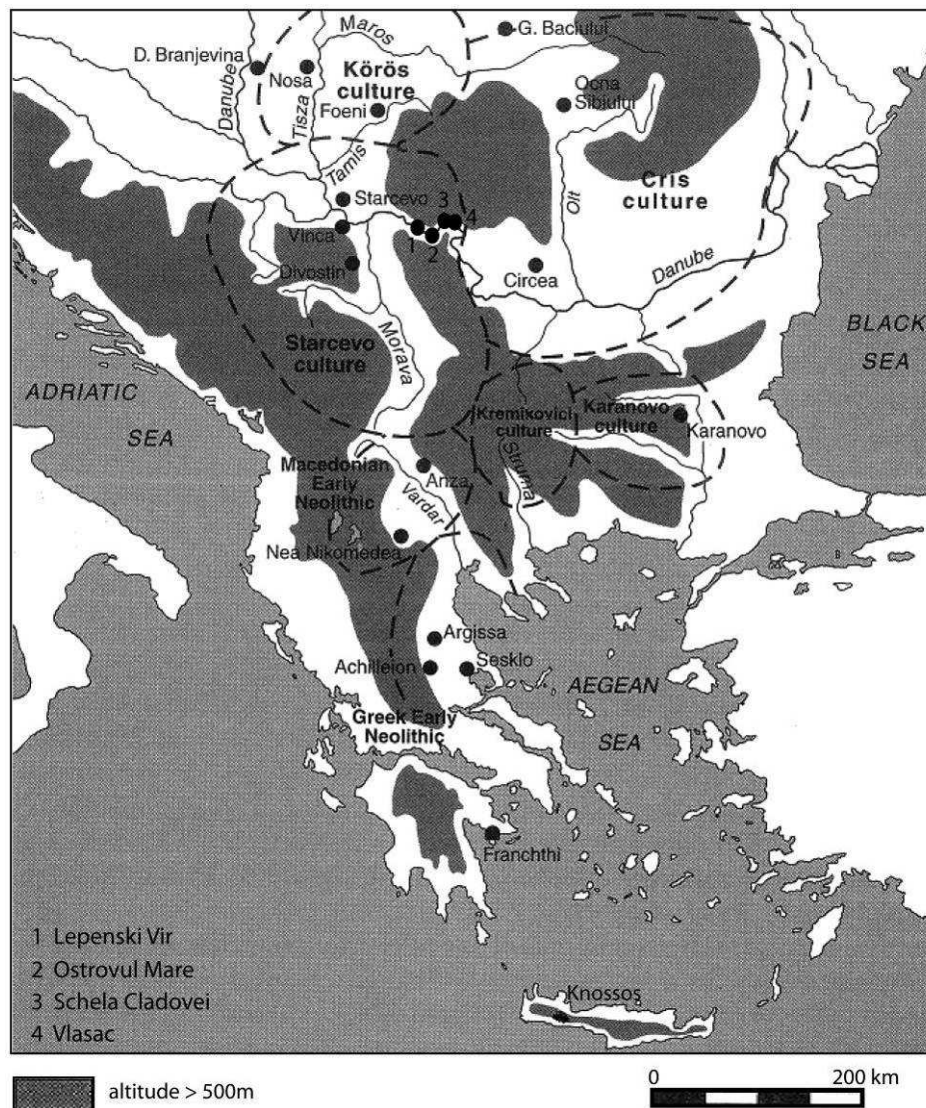 G. Baciului
Maros
D. Branjevina
Nosa
Körös
culture
Ocna
Sibiului
Danube
Tisza
Foeni
Tamis
Cris
culture
Olt
Starcevo
3
4
Vinca
1
2
Divostin
Circea
Danube
Starcevo
culture
Morava
BLACK
SEA
ADRIATIC
SEA
Kremikovici
culture
Karanovo
culture
Karanovo
Struma
Macedonian
Early
Neolithic
Anza
Vardar
Nea Nikomedea
Argissa
Achilleion
Sesklo
AEGEAN
SEA
Greek Early
Neolithic
Franchthi
1 Lepenski Vir
2 Ostrovul Mare
3 Schela Cladovei
4 Vlasac
Knossos
altitude > 500m
0 200 km